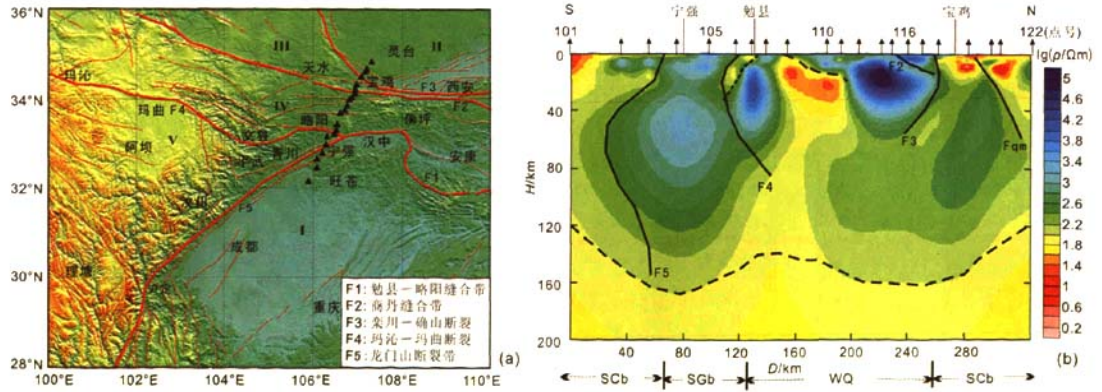 36°N
34°N
32°N
30°N
28°N
100°E
102°E
104°E
106°E
108°E
110°E
III
II
灵台
天水
宝鸡
玛沁
F3
西安
F2
玛曲
F4
IV
略阳
佛坪
V
文县
阿坝
汉中
宁强
青川
安康
F1
旺苍
F5
I
成都
理塘
重庆
F1: 勉县—略阳缝合带
F2: 商丹缝合带
F3: 栾川—确山断裂
F4: 玛沁—玛曲断裂
F5: 龙门山断裂带
(a)
S
宁强
勉县
宝鸡
N
101
105
108
110
113
116
118
122(点号)
lg(ρ/Ωm)
0
40
80
120
160
200
H/km
F2
F3
F4
F5
Fqm
5
4.6
4.2
3.8
3.4
3
2.6
2.2
1.8
1.4
1
0.6
0.2
40
80
120
D/km
160
200
240
280
(b)
SCb
SGb
WQ
SCb